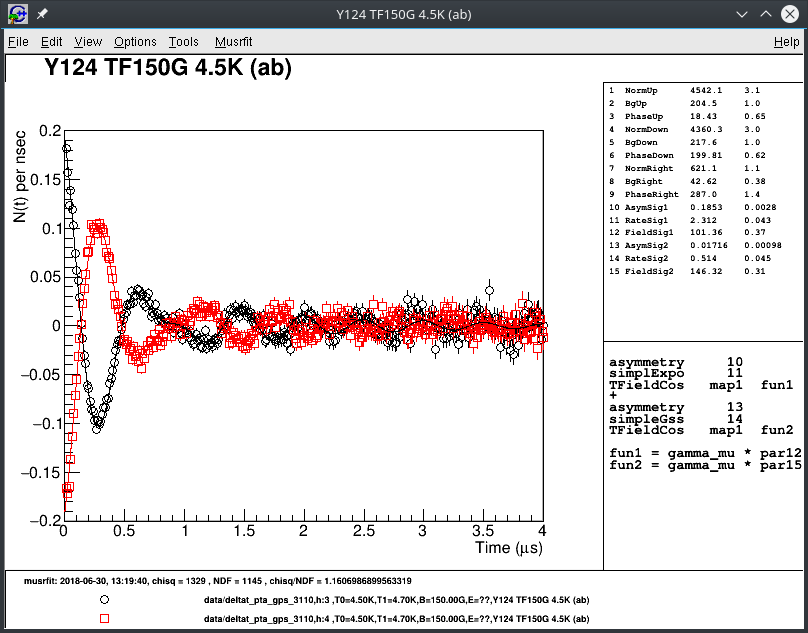 Y124 TF150G 4.5K (ab)
File Edit View Options Tools Musrfit Help
Y124 TF150G 4.5K (ab)
N(t) per nsec
0.2
0.15
0.1
0.05
0
−0.05
−0.1
−0.15
−0.2
0 0.5 1 1.5 2 2.5 3 3.5 4
Time (μs)
1 NormUp 4542.1 3.1
2 BgUp 204.5 1.0
3 PhaseUp 18.43 0.65
4 NormDown 4360.3 3.0
5 BgDown 217.6 1.0
6 PhaseDown 199.81 0.62
7 NormRight 621.1 1.1
8 BgRight 42.62 0.38
9 PhaseRight 287.0 1.4
10 AsymSig1 0.1853 0.0028
11 RateSig1 2.312 0.043
12 FieldSig1 101.36 0.37
13 AsymSig2 0.01716 0.00098
14 RateSig2 0.514 0.045
15 FieldSig2 146.32 0.31
asymmetry 10
simplExpo 11
TFieldCos map1 fun1
+
asymmetry 13
simpleGss 14
TFieldCos map1 fun2
fun1 = gamma_mu * par12
fun2 = gamma_mu * par15
musrfit: 2018-06-30, 13:19:40, chisq = 1329 , NDF = 1145 , chisq/NDF = 1.1606986899563319
data/deltat_pta_gps_3110,h:3 ,T0=4.50K,T1=4.70K,B=150.00G,E=??,Y124 TF150G 4.5K (ab)
data/deltat_pta_gps_3110,h:4 ,T0=4.50K,T1=4.70K,B=150.00G,E=??,Y124 TF150G 4.5K (ab)